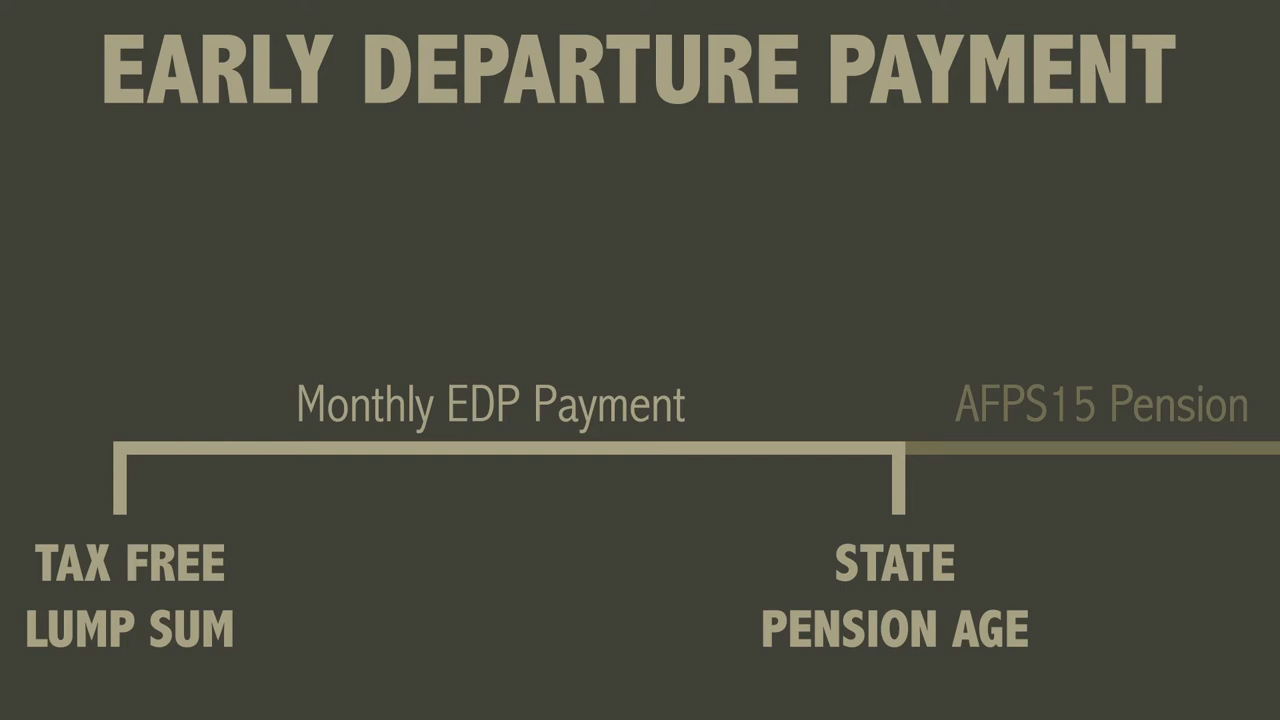 EARLY DEPARTURE PAYMENT
Monthly EDP Payment
AFPS15 Pension
TAX FREE
LUMP SUM
STATE
PENSION AGE